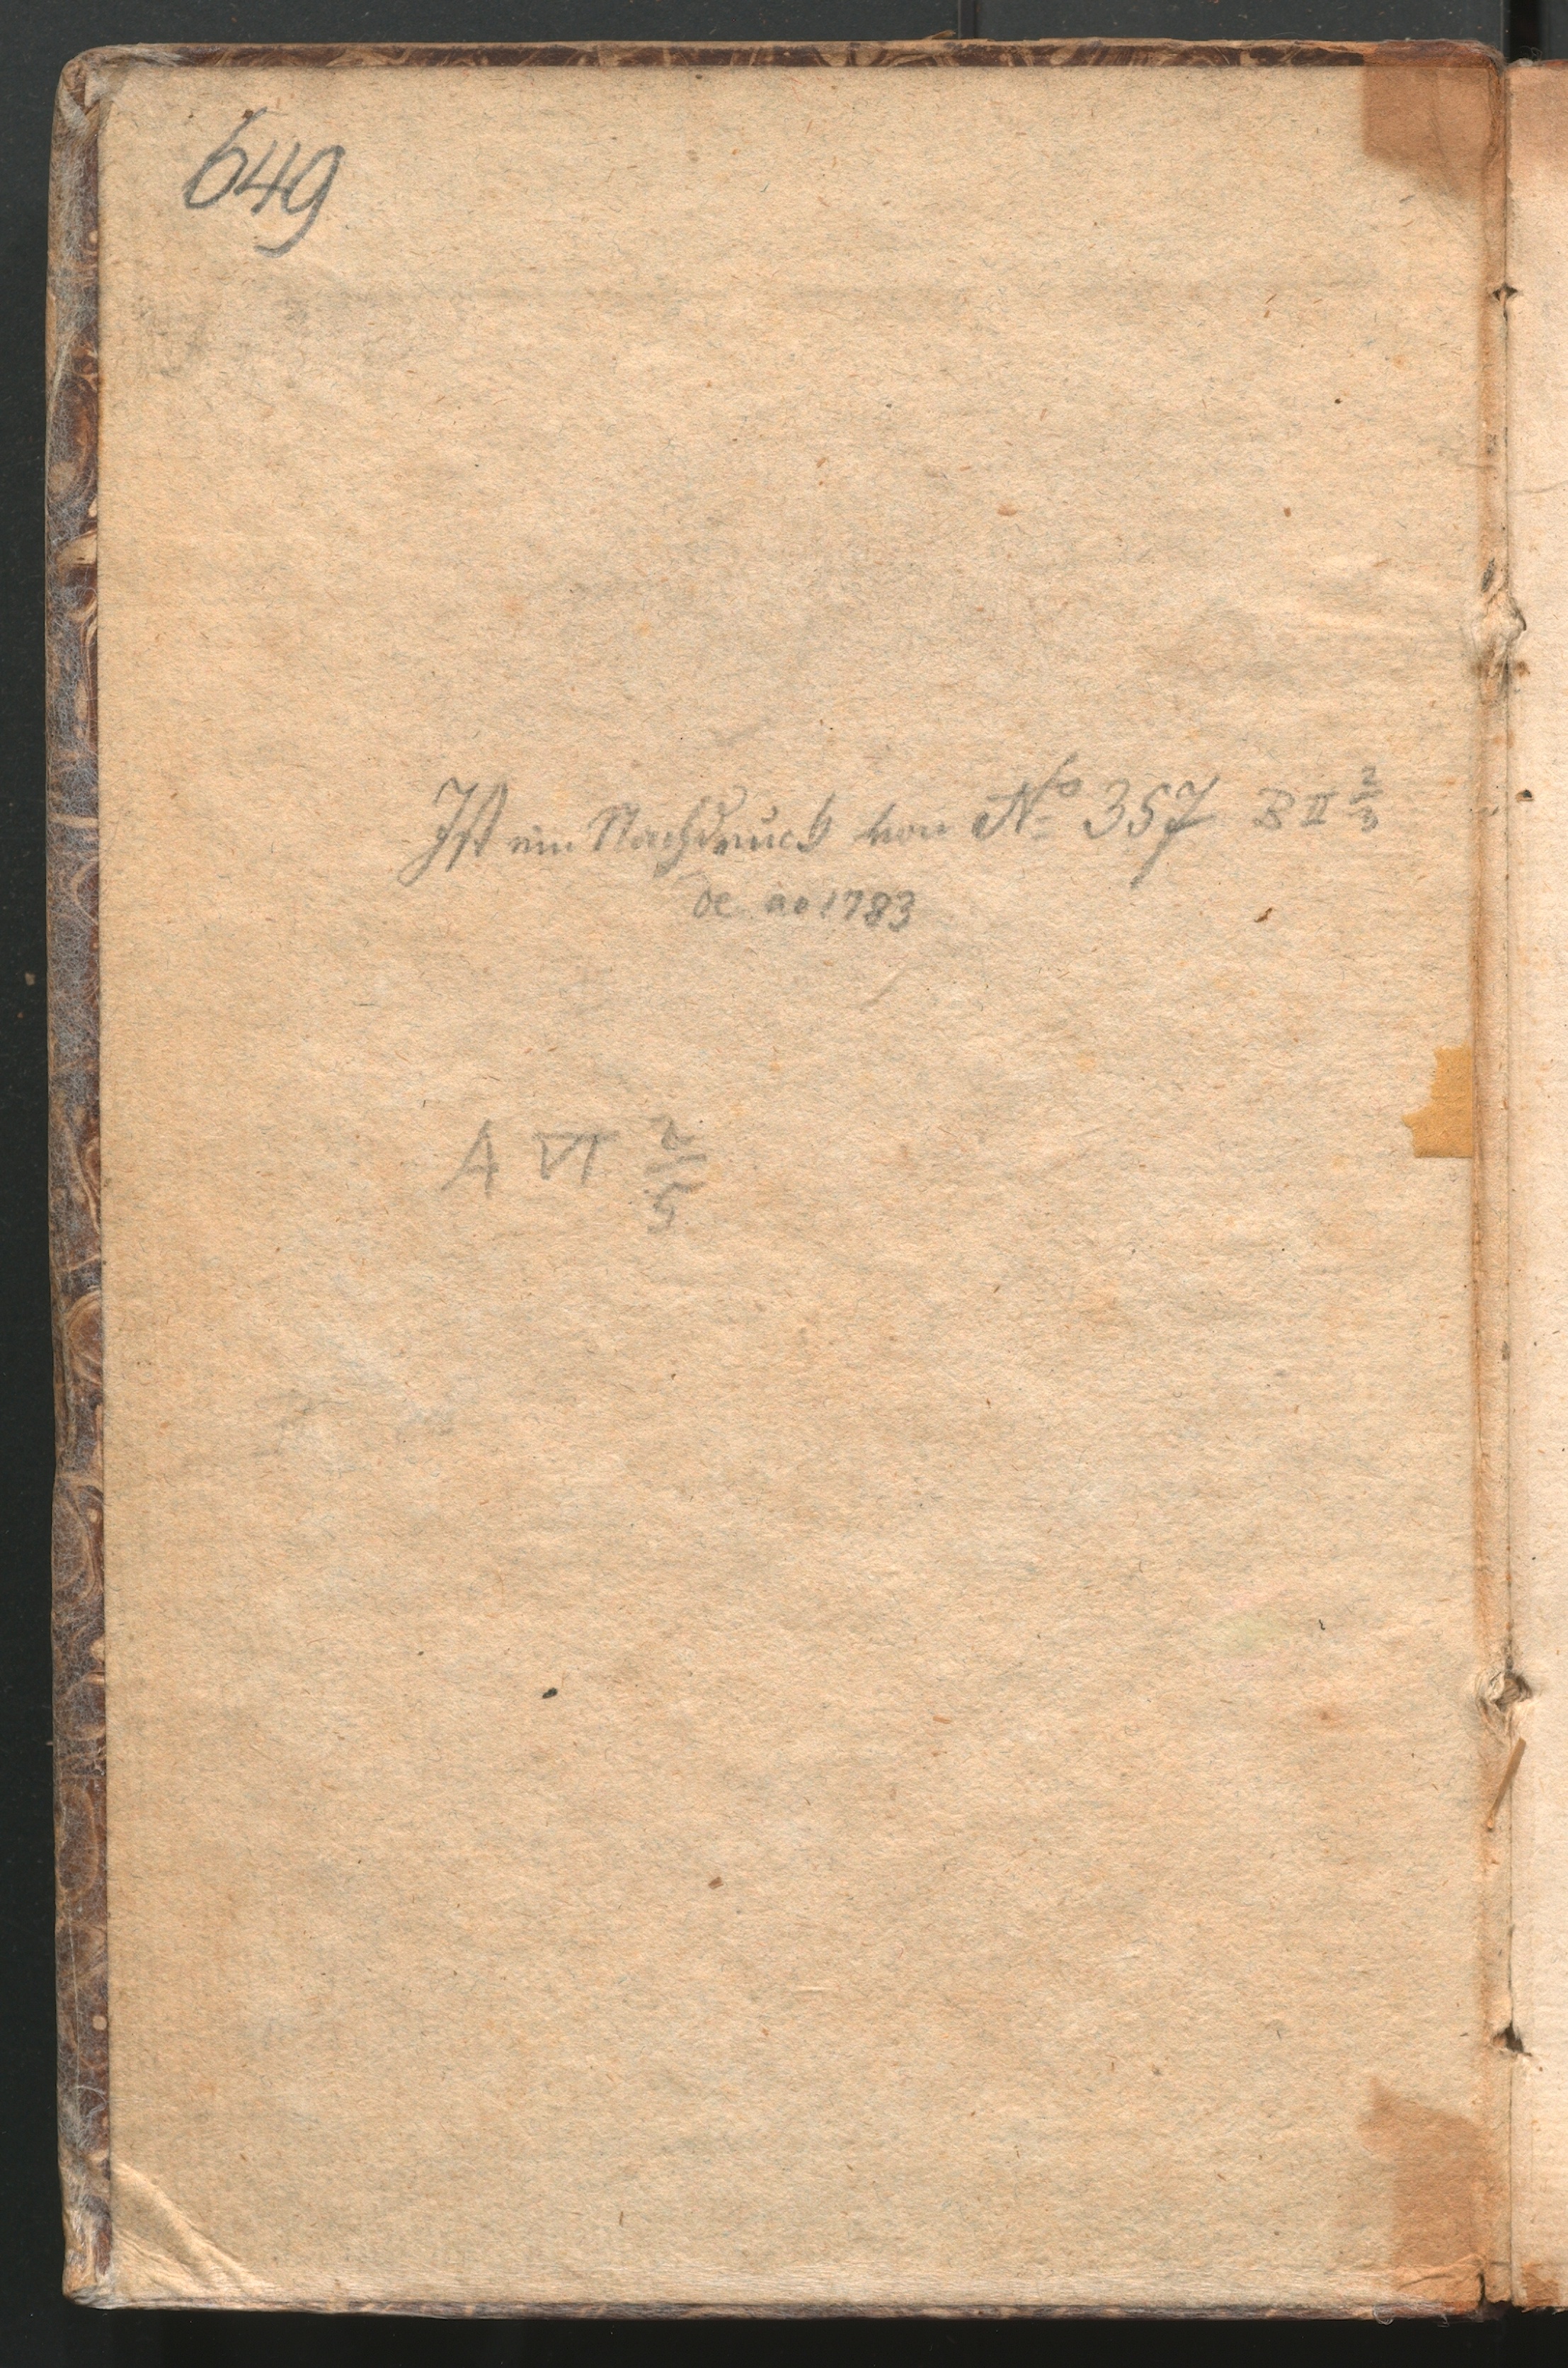 649
Ist ein Nachdruck von No 357 B II 2/3
de ao 1783
A VI 2/5